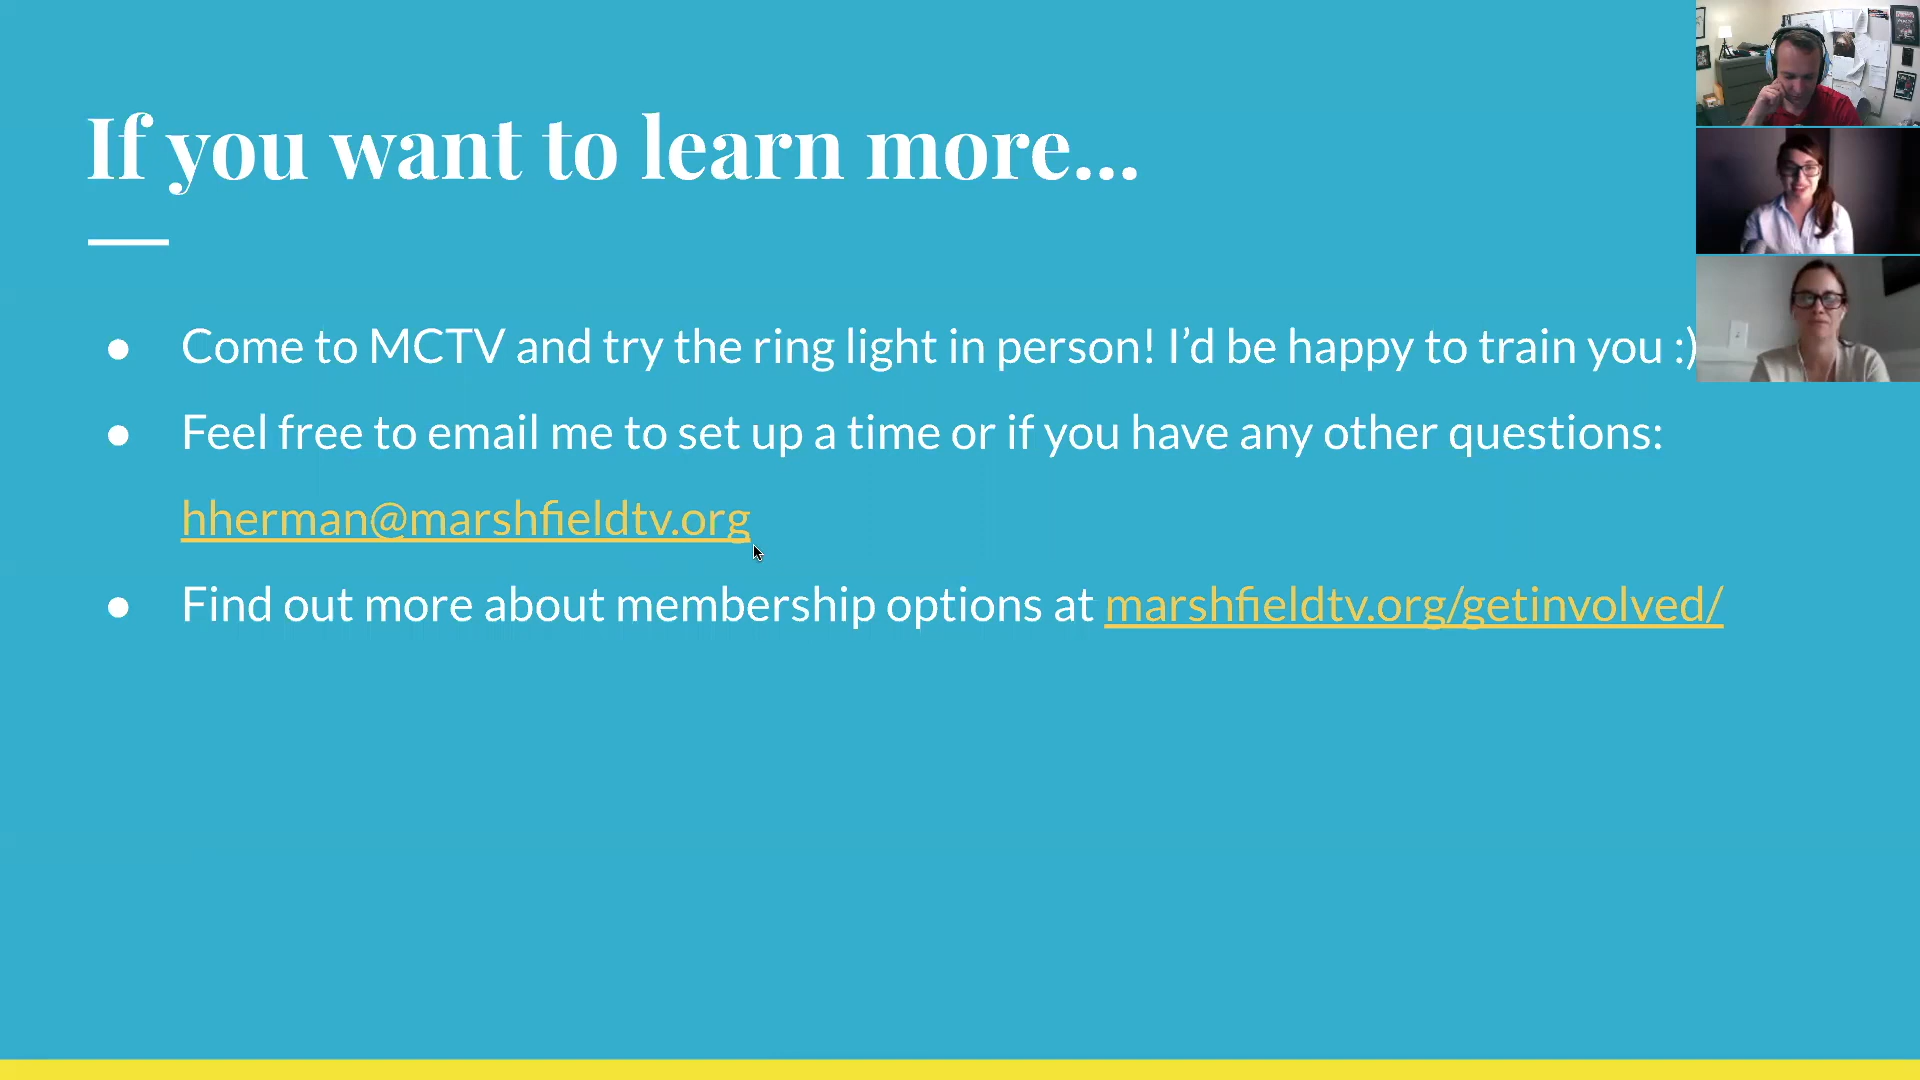 If you want to learn more...
● Come to MCTV and try the ring light in person! I’d be happy to train you :)
● Feel free to email me to set up a time or if you have any other questions:
hherman@marshfieldtv.org
● Find out more about membership options at marshfieldtv.org/getinvolved/